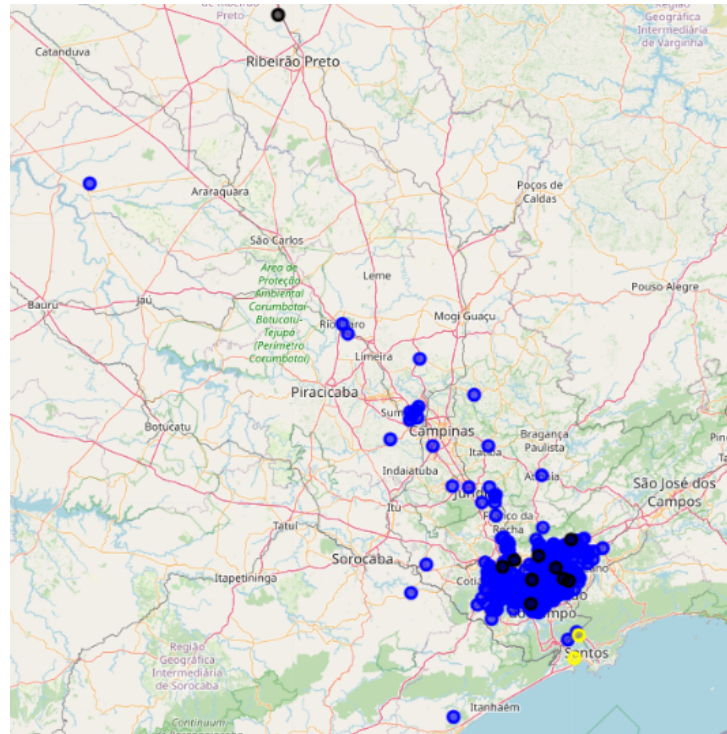 Região
Geográfica
Intermediária
de Varginha
Catanduva
Ribeirão Preto
Araraquara
Poços de
Caldas
São Carlos
Área de
Proteção
Ambiental
Corumbataí-
Botucatu-
Tejupá
(Perímetro
Corumbataí)
Leme
Pouso Alegre
Bauru
Jaú
Mogi Guaçu
Limeira
Piracicaba
Botucatu
Campinas
Bragança
Paulista
Indaiatuba
São José dos
Campos
Itu
Tatuí
Rocha
Sorocaba
Itapetininga
Região
Geográfica
Intermediária
de Sorocaba
Santos
Itanhaém
Continuum